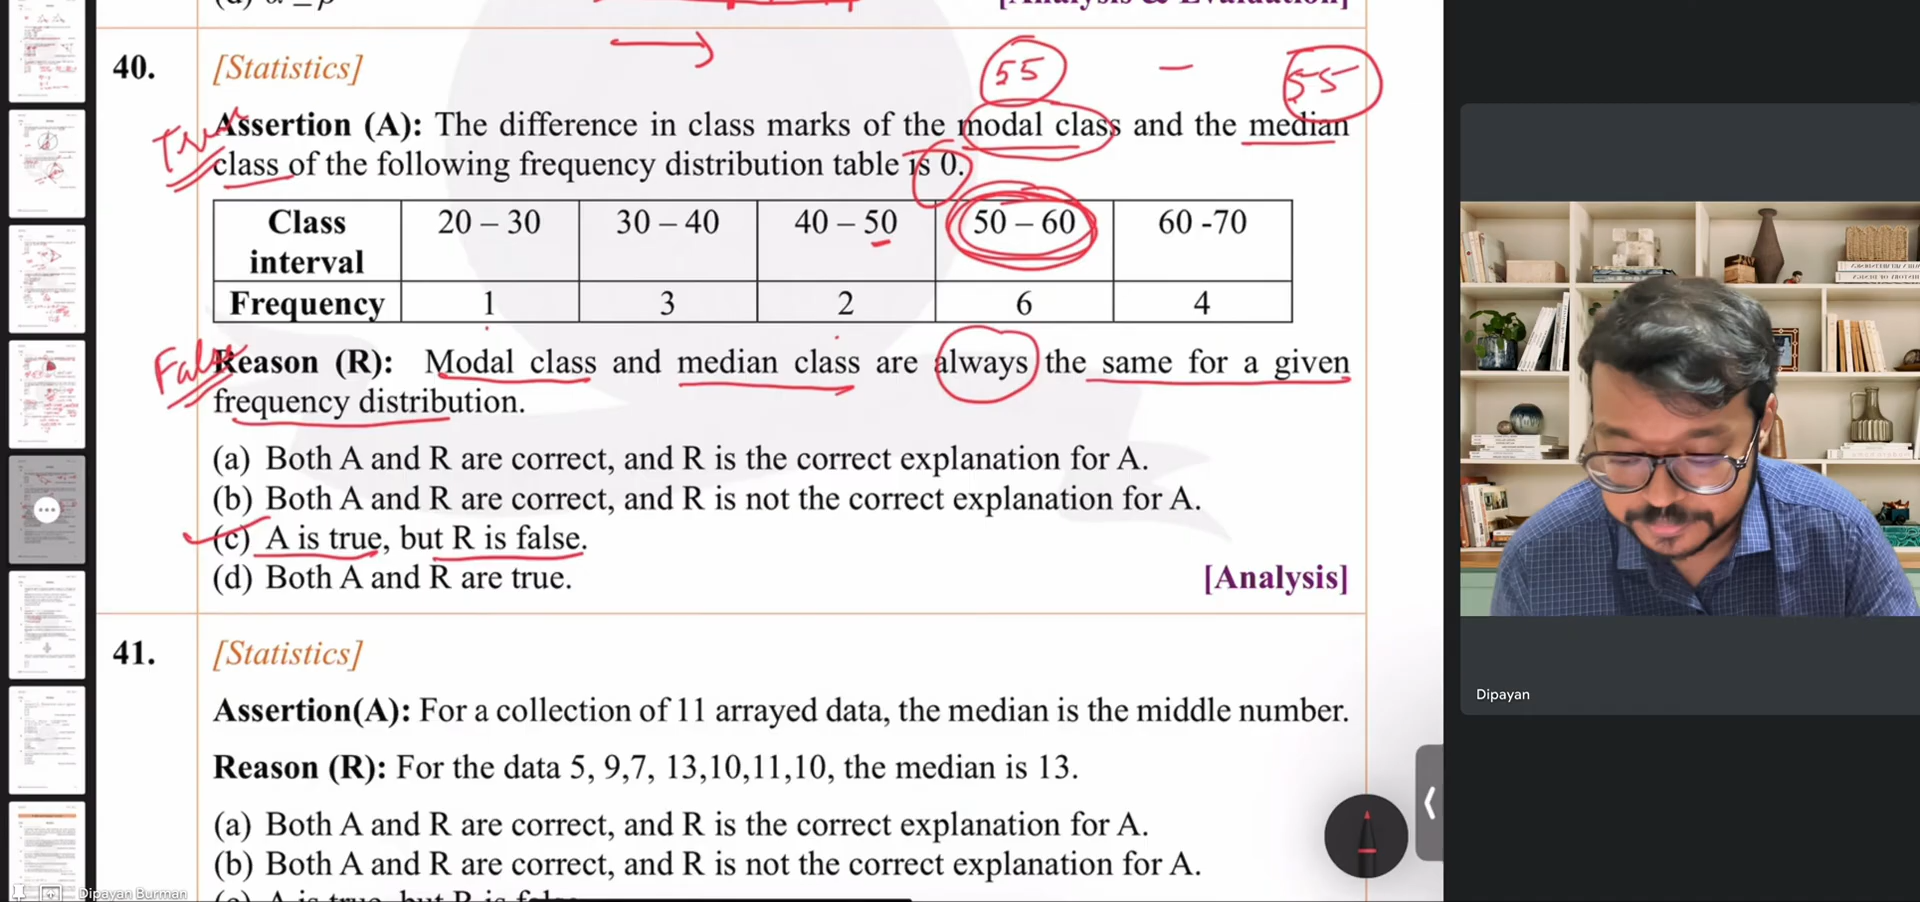 40.
[Statistics]
55 – 55
True
Assertion (A): The difference in class marks of the modal class and the median
class of the following frequency distribution table is 0.
Class interval 20 – 30 30 – 40 40 – 50 50 – 60 60 -70
Frequency 1 3 2 6 4
False
Reason (R): Modal class and median class are always the same for a given
frequency distribution.
(a) Both A and R are correct, and R is the correct explanation for A.
(b) Both A and R are correct, and R is not the correct explanation for A.
(c) A is true, but R is false.
(d) Both A and R are true.
[Analysis]
41.
[Statistics]
Assertion(A): For a collection of 11 arrayed data, the median is the middle number.
Reason (R): For the data 5, 9,7, 13,10,11,10, the median is 13.
(a) Both A and R are correct, and R is the correct explanation for A.
(b) Both A and R are correct, and R is not the correct explanation for A.
Dipayan Burman
Dipayan